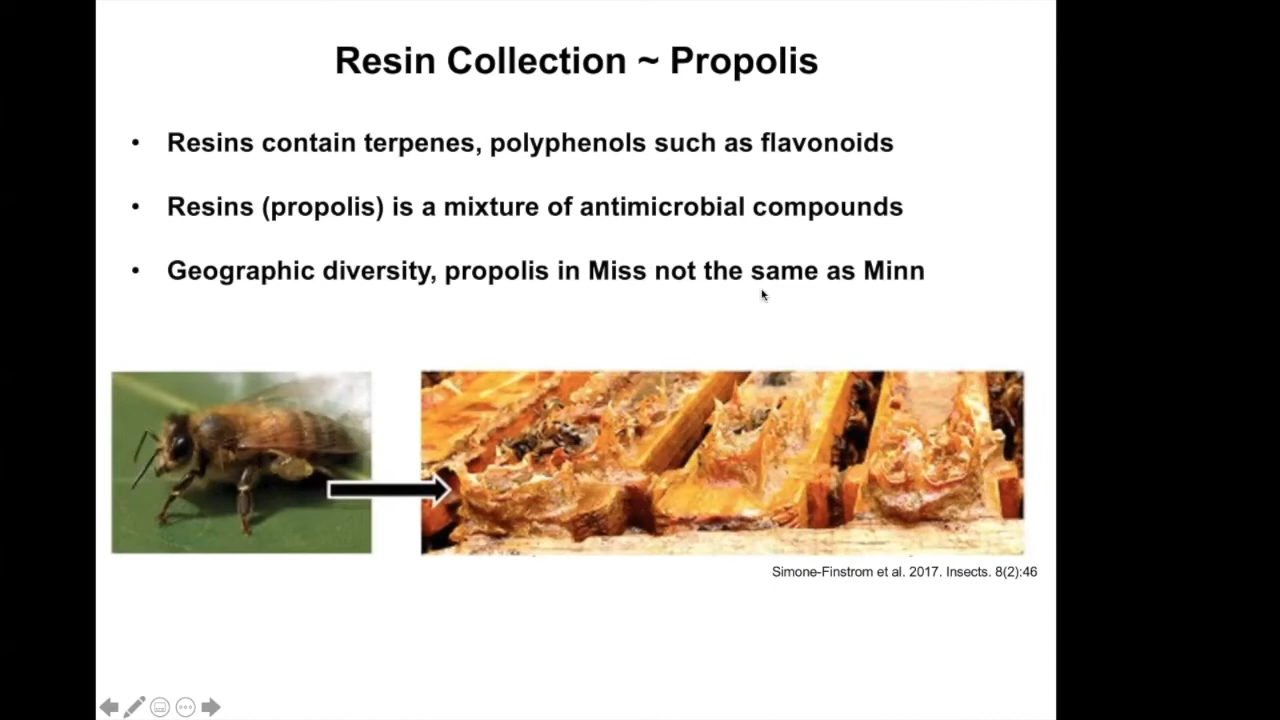 Resin Collection ~ Propolis
• Resins contain terpenes, polyphenols such as flavonoids
• Resins (propolis) is a mixture of antimicrobial compounds
• Geographic diversity, propolis in Miss not the same as Minn
Simone-Finstrom et al. 2017. Insects. 8(2):46